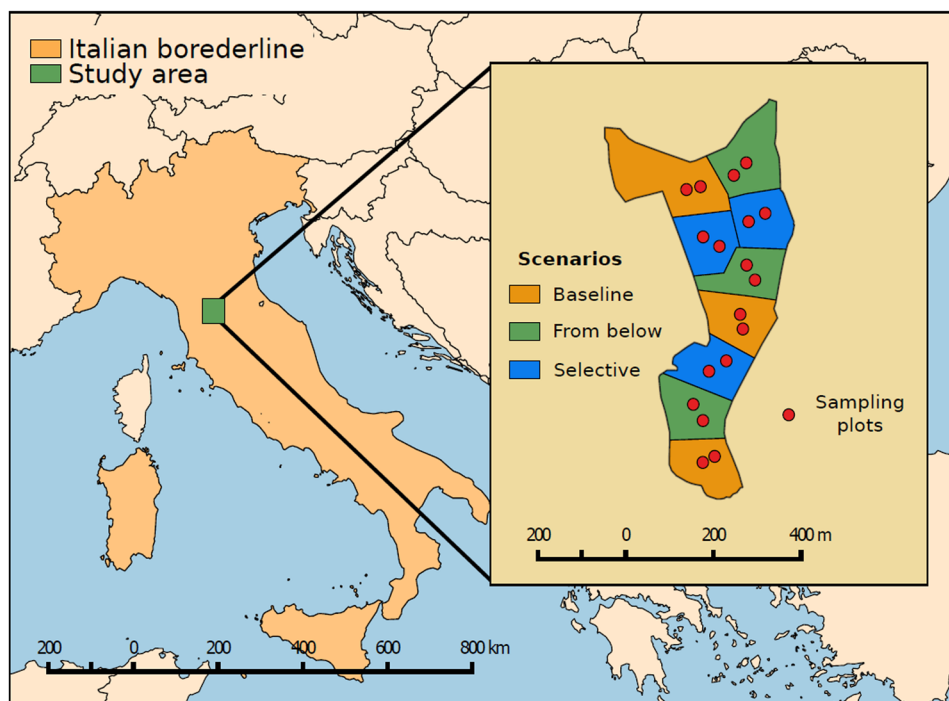 Italian borederline
Study area
Scenarios
Baseline
From below
Selective
Sampling
plots
200 0 200 400 m
200 0 200 400 600 800 km